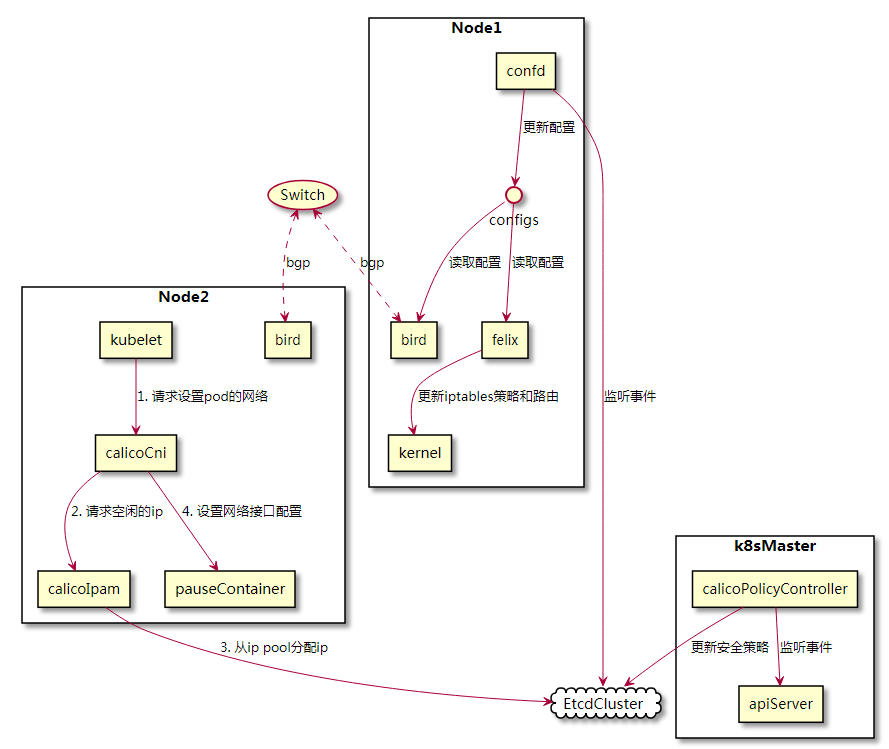 Node1
confd
更新配置
Switch
configs
bgp
bgp
读取配置
读取配置
Node2
kubelet
bird
bird
felix
1. 请求设置pod的网络
更新iptables策略和路由
监听事件
calicoCni
kernel
2. 请求空闲的ip
4. 设置网络接口配置
k8sMaster
calicoIpam
pauseContainer
calicoPolicyController
3. 从ip pool分配ip
更新安全策略
监听事件
EtcdCluster
apiServer